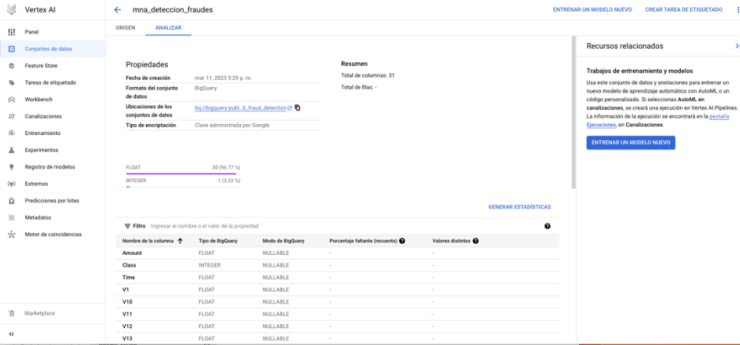 Vertex AI
mna_deteccion_fraudes
ENTRENAR UN MODELO NUEVO
CREAR TAREA DE ETIQUETADO
ORIGEN
ANALIZAR
Panel
Conjuntos de datos
Feature Store
Tareas de etiquetado
Workbench
Canalizaciones
Entrenamiento
Experimentos
Registro de modelos
Extremos
Predicciones por lotes
Metadatos
Motor de coincidencias
Marketplace
Propiedades
Fecha de creación mar 11, 2023 5:29 p. m.
Formato del conjunto BigQuery
de datos
Ubicaciones de los bq://bigquery-publ...b_fraud_detection
conjuntos de datos
Tipo de encriptación Clave administrada por Google
Resumen
Total de columnas: 31
Total de filas: -
FLOAT 30 (96.77 %)
INTEGER 1 (3.23 %)
GENERAR ESTADÍSTICAS
Filtro Ingresar el nombre o el valor de la propiedad
Nombre de la columna Tipo de BigQuery Modo de BigQuery Porcentaje faltante (recuento) Valores distintos
Amount FLOAT NULLABLE - -
Class INTEGER NULLABLE - -
Time FLOAT NULLABLE - -
V1 FLOAT NULLABLE - -
V10 FLOAT NULLABLE - -
V11 FLOAT NULLABLE - -
V12 FLOAT NULLABLE - -
V13 FLOAT NULLABLE - -
Recursos relacionados
Trabajos de entrenamiento y modelos
Usa este conjunto de datos y anotaciones para entrenar un
nuevo modelo de aprendizaje automático con AutoML o un
código personalizado. Si seleccionas AutoML en
canalizaciones, se creará una ejecución en Vertex AI Pipelines.
La información de la ejecución se encontrará en la pestaña
Ejecuciones, en Canalizaciones.
ENTRENAR UN MODELO NUEVO